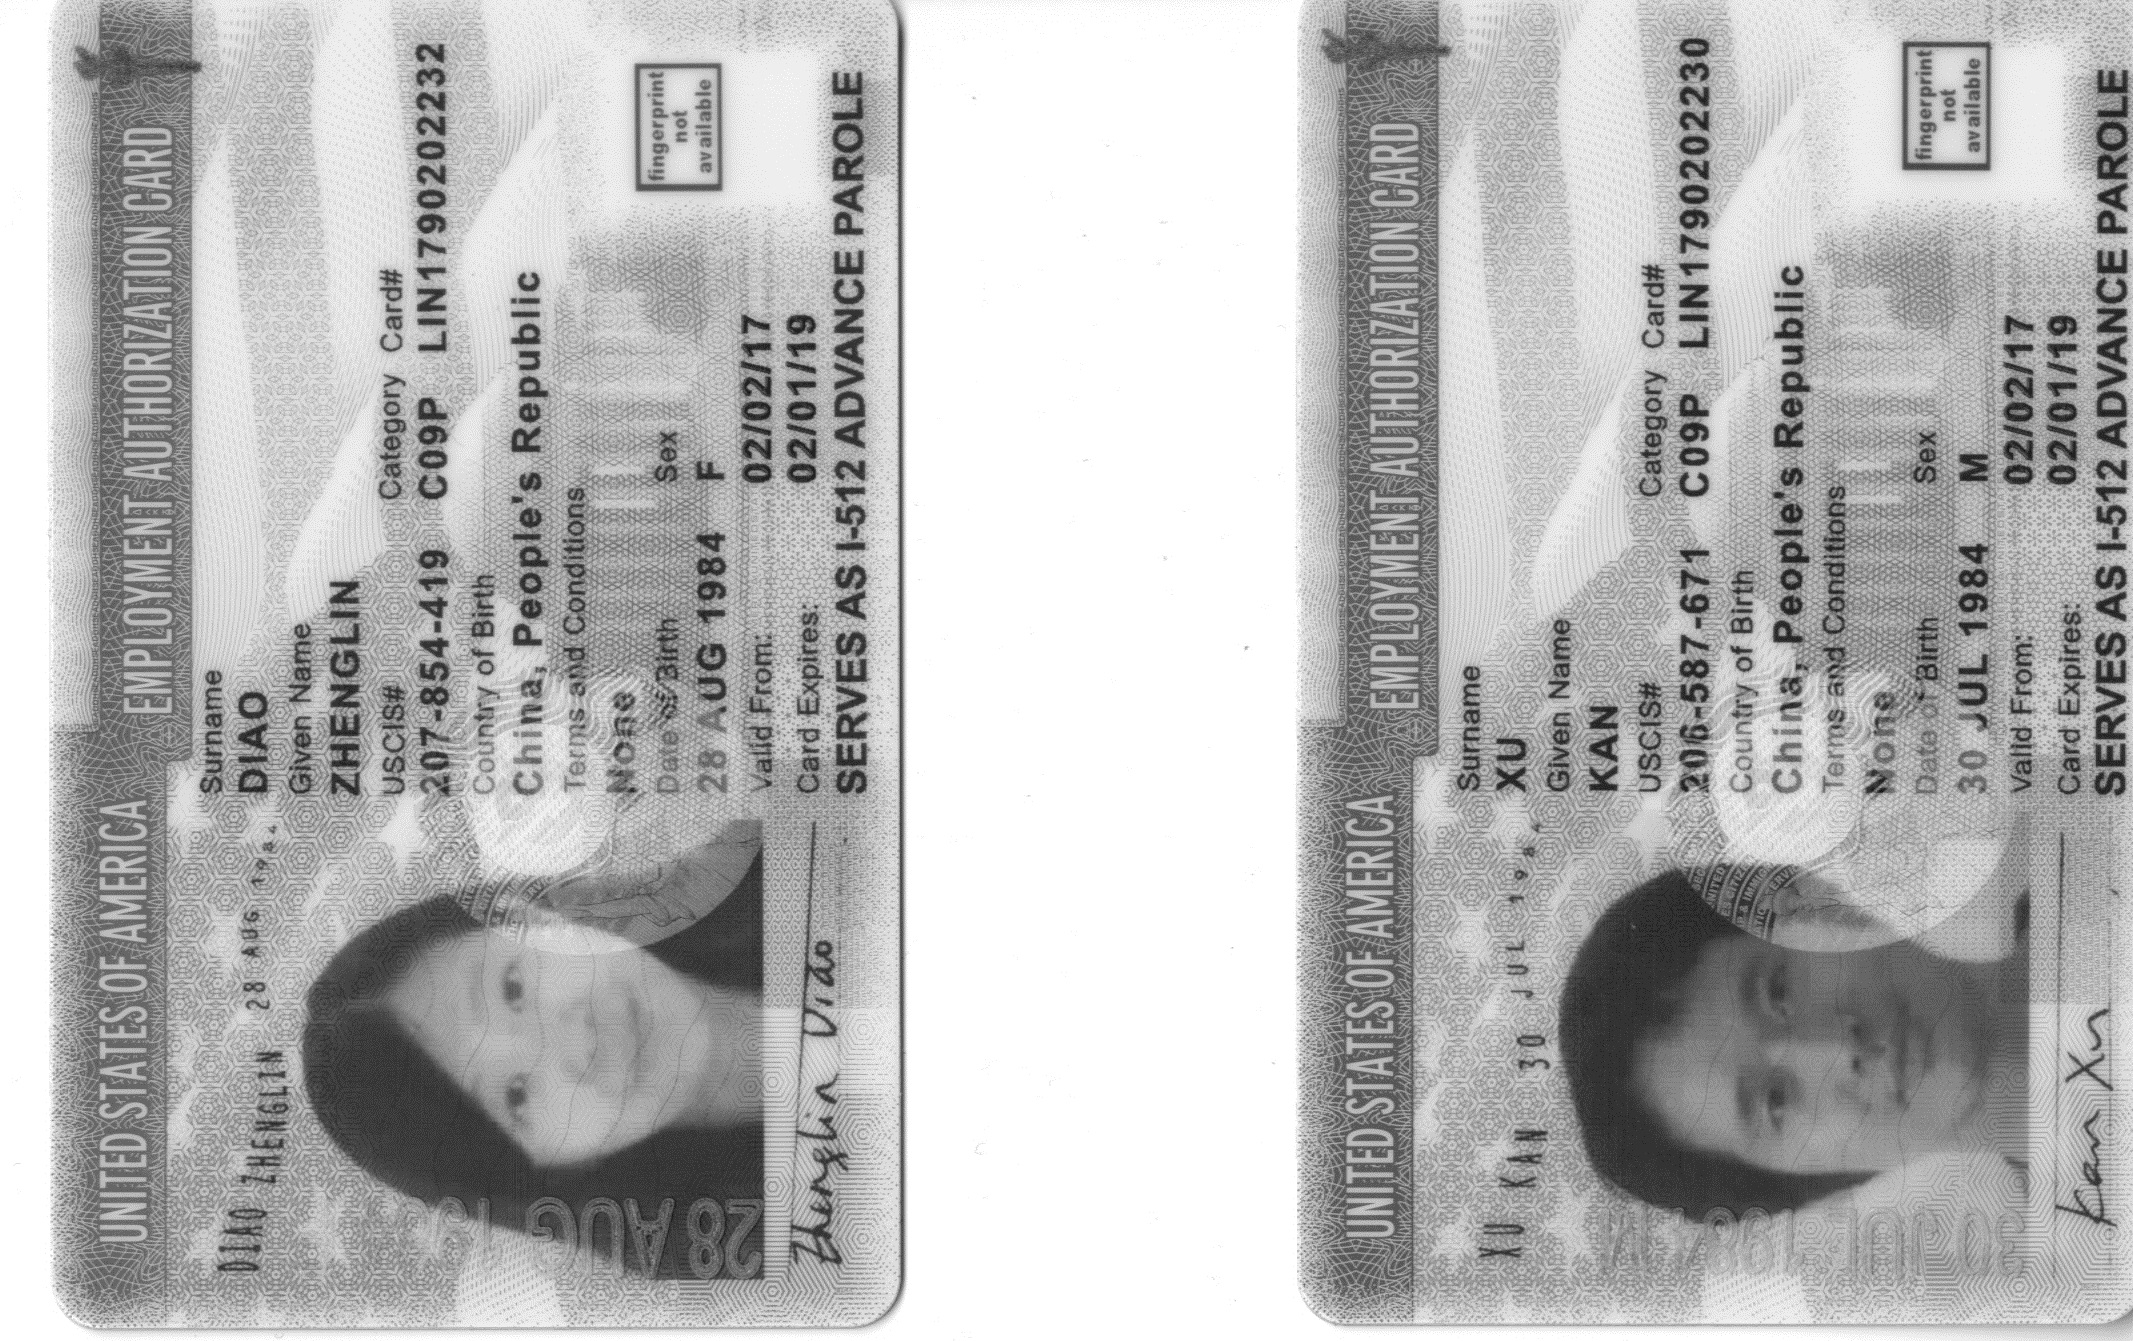 UNITED STATES OF AMERICA
EMPLOYMENT AUTHORIZATION CARD
DIAO ZHENGLIN 28 AUG 1984
Surname
DIAO
Given Name
ZHENGLIN
USCIS# Category Card#
207-854-419 C09P LIN1790202232
Country of Birth
China, People's Republic
Terms and Conditions
None
Date of Birth Sex
28 AUG 1984 F
Valid From: 02/02/17
Card Expires: 02/01/19
SERVES AS I-512 ADVANCE PAROLE
fingerprint
not
available
28 AUG 198
Zhenglin Diao
UNITED STATES OF AMERICA
EMPLOYMENT AUTHORIZATION CARD
XU KAN 30 JUL 1984
Surname
XU
Given Name
KAN
USCIS# Category Card#
206-587-671 C09P LIN1790202230
Country of Birth
China, People's Republic
Terms and Conditions
None
Date of Birth Sex
30 JUL 1984 M
Valid From: 02/02/17
Card Expires: 02/01/19
SERVES AS I-512 ADVANCE PAROLE
fingerprint
not
available
30 JUL 1984
Kan Xu